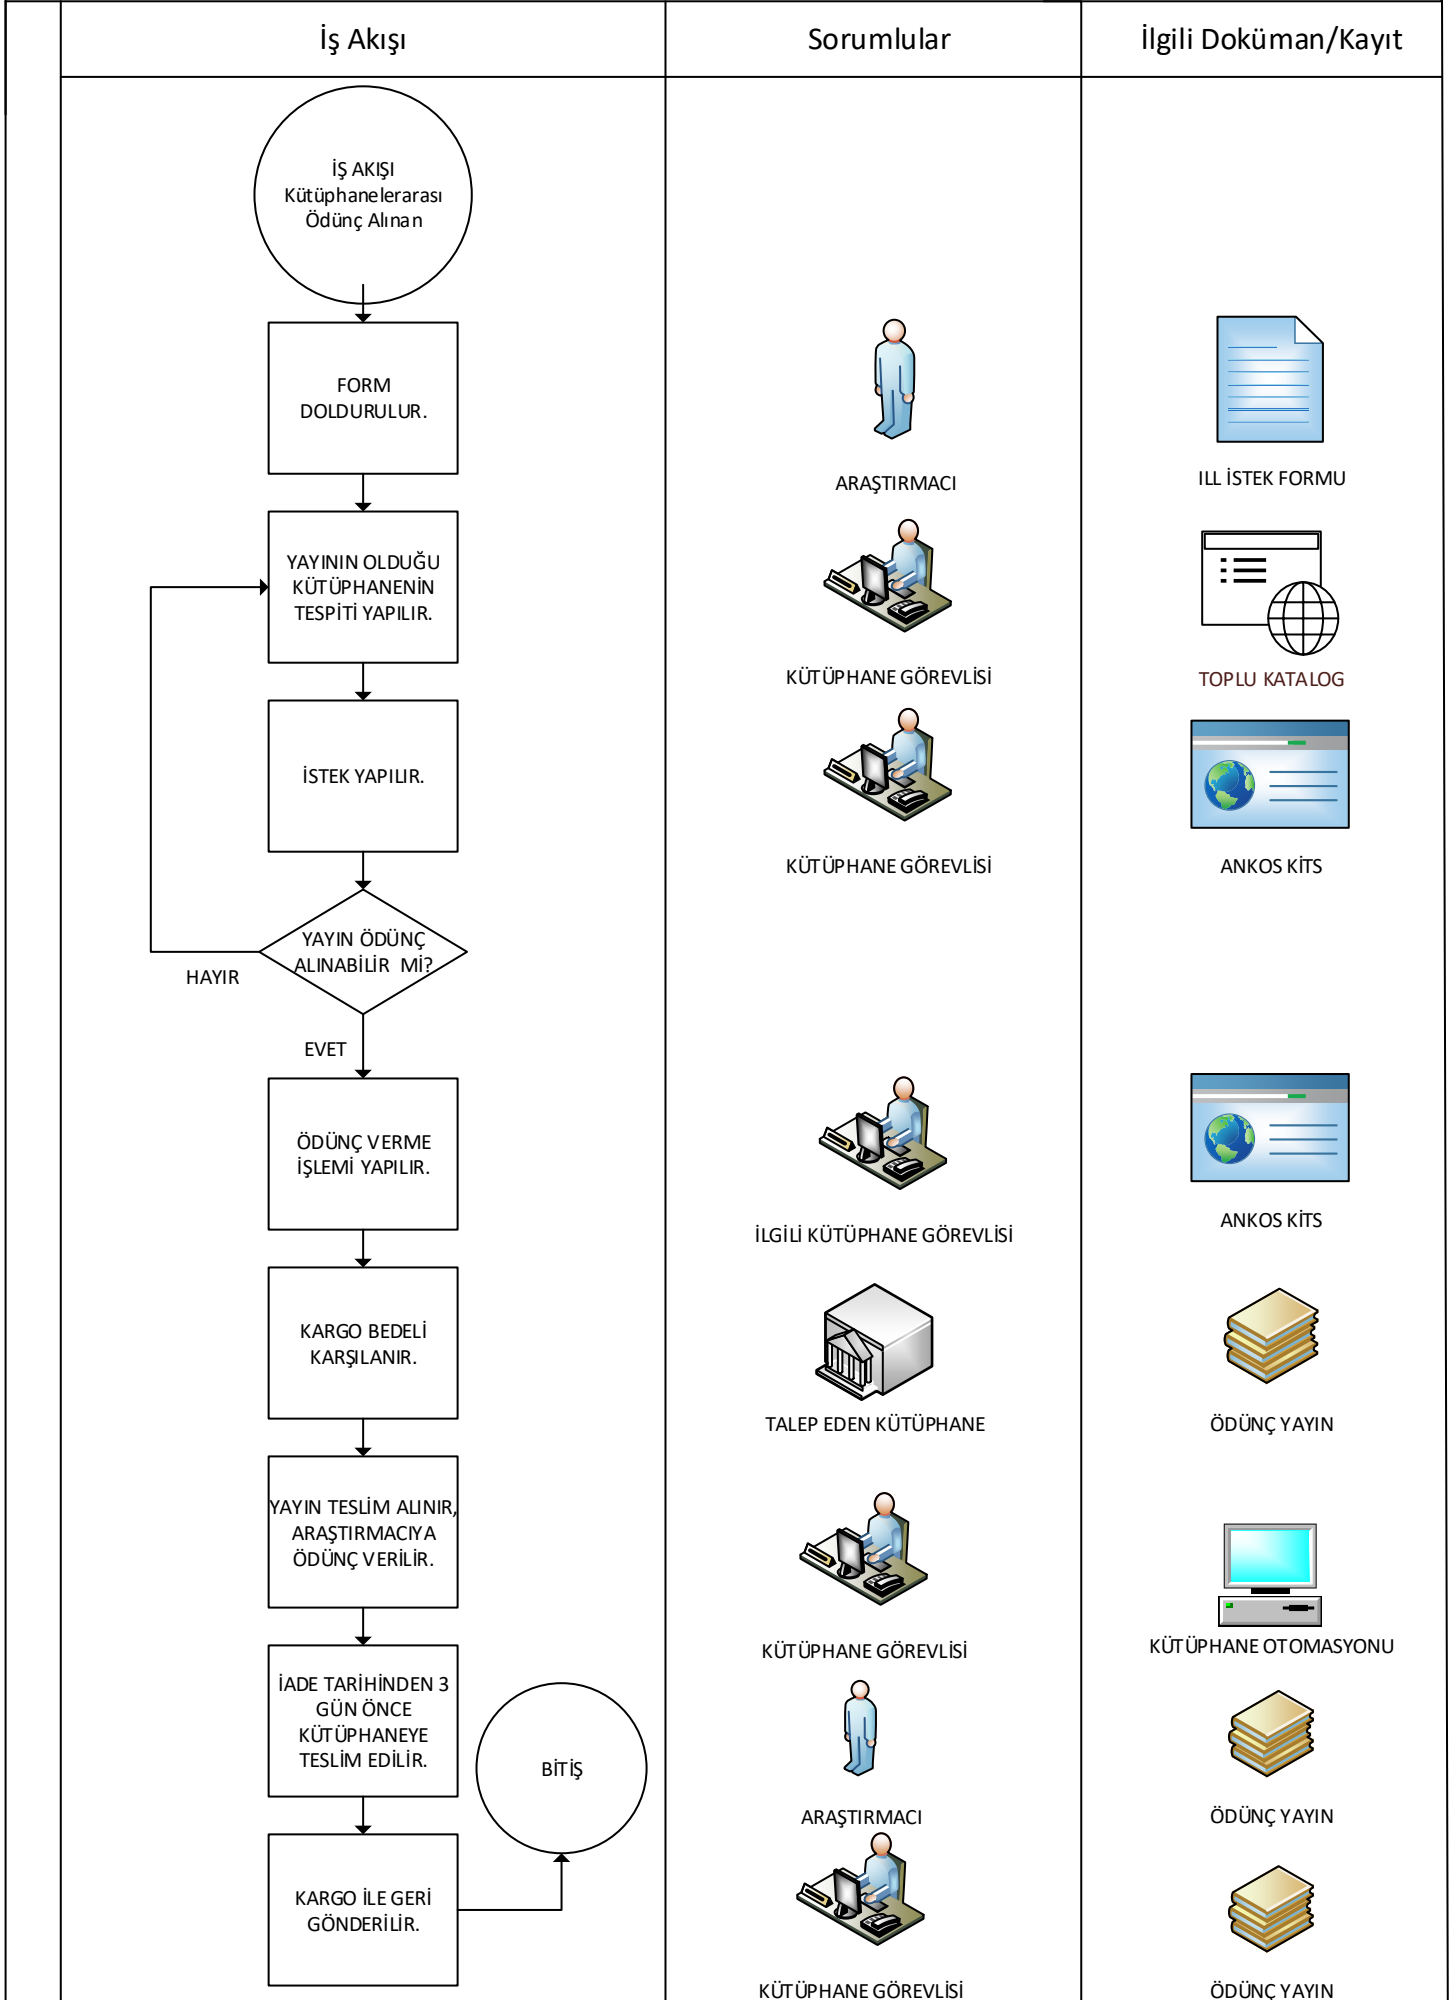 İş Akışı
Sorumlular
İlgili Doküman/Kayıt
İŞ AKIŞI
Kütüphanelerarası
Ödünç Alınan
FORM
DOLDURULUR.
ARAŞTIRMACI
ILL İSTEK FORMU
YAYININ OLDUĞU
KÜTÜPHANENİN
TESPİTİ YAPILIR.
KÜTÜPHANE GÖREVLİSİ
TOPLU KATALOG
İSTEK YAPILIR.
KÜTÜPHANE GÖREVLİSİ
ANKOS KİTS
YAYIN ÖDÜNÇ
ALINABİLİR Mİ?
HAYIR
EVET
ÖDÜNÇ VERME
İŞLEMİ YAPILIR.
İLGİLİ KÜTÜPHANE GÖREVLİSİ
ANKOS KİTS
KARGO BEDELİ
KARŞILANIR.
TALEP EDEN KÜTÜPHANE
ÖDÜNÇ YAYIN
YAYIN TESLİM ALINIR,
ARAŞTIRMACIYA
ÖDÜNÇ VERİLİR.
KÜTÜPHANE GÖREVLİSİ
KÜTÜPHANE OTOMASYONU
İADE TARİHİNDEN 3
GÜN ÖNCE
KÜTÜPHANEYE
TESLİM EDİLİR.
BİTİŞ
ARAŞTIRMACI
ÖDÜNÇ YAYIN
KARGO İLE GERİ
GÖNDERİLİR.
KÜTÜPHANE GÖREVLİSİ
ÖDÜNÇ YAYIN